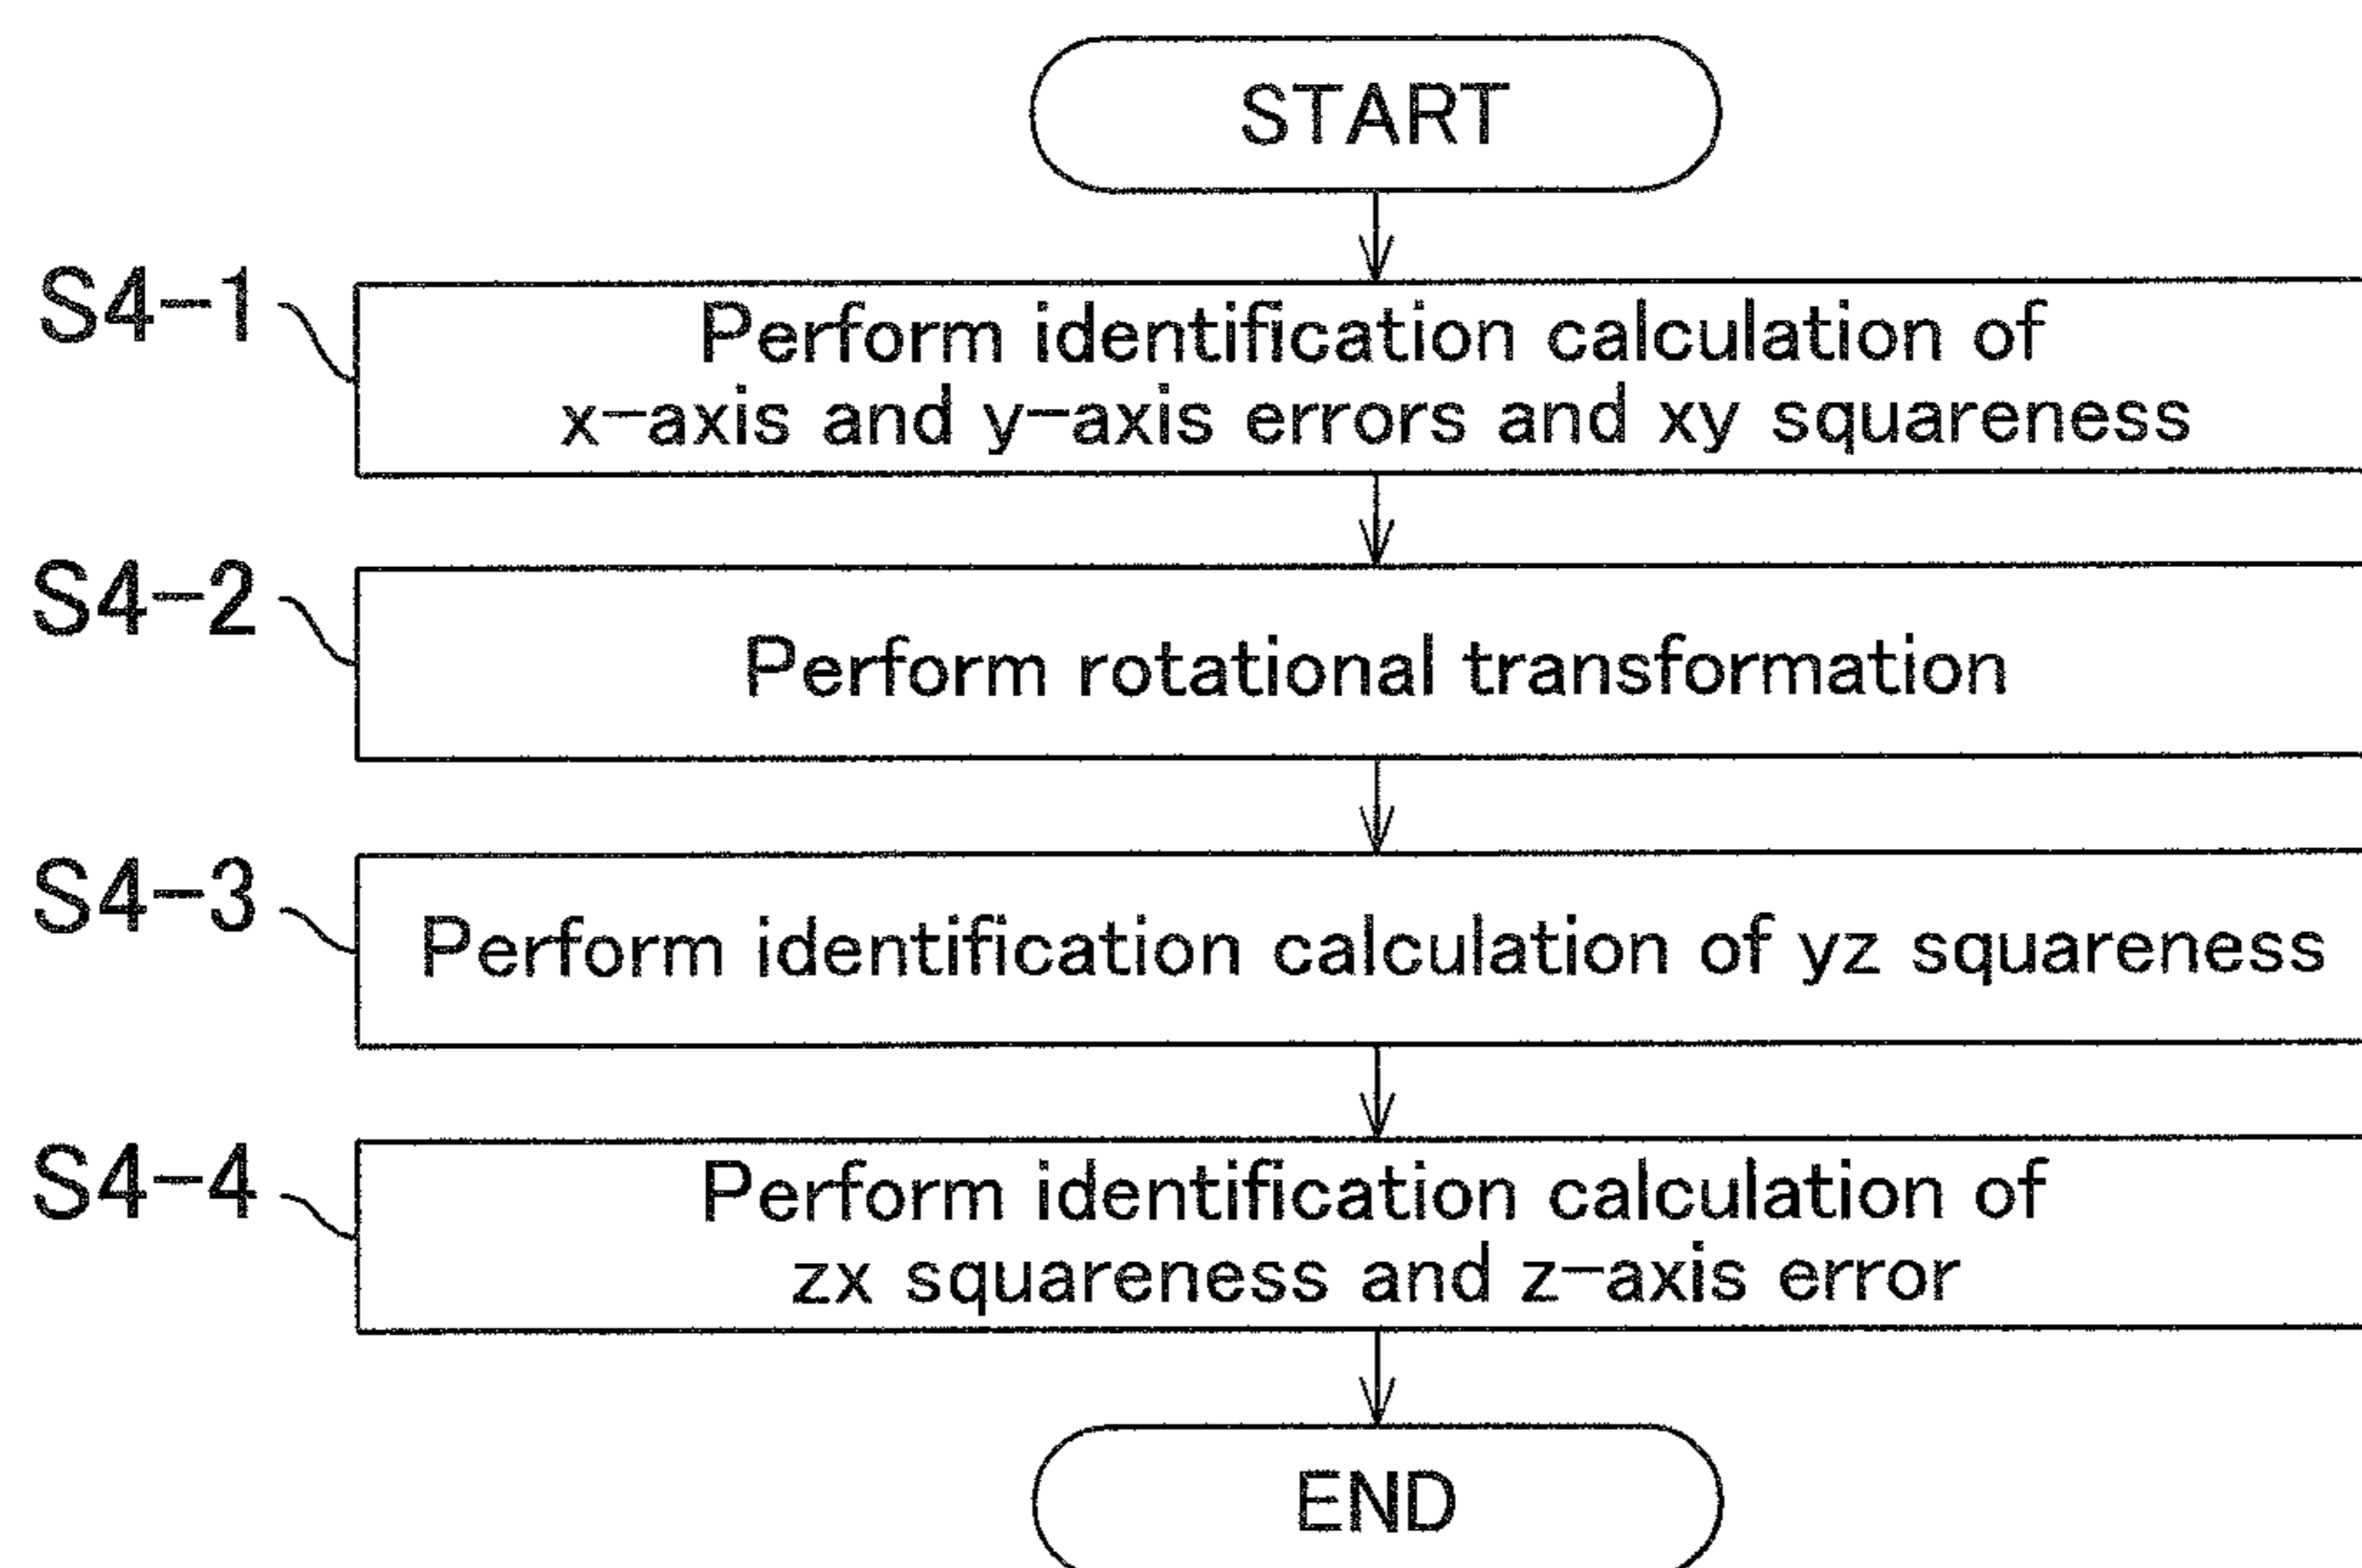 START
S4-1
Perform identification calculation of
x-axis and y-axis errors and xy squareness
S4-2
Perform rotational transformation
S4-3
Perform identification calculation of yz squareness
S4-4
Perform identification calculation of
zx squareness and z-axis error
END